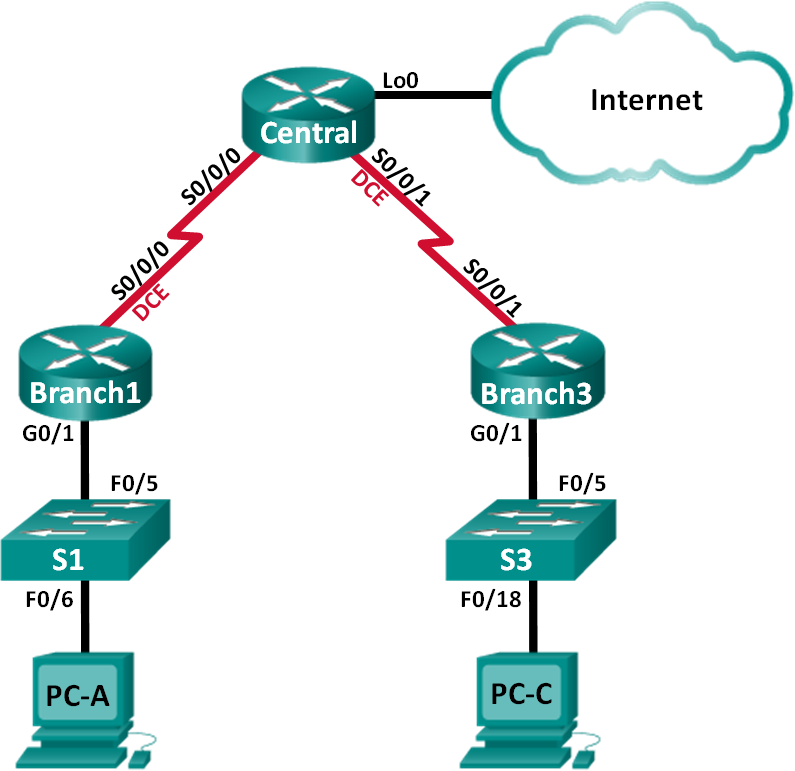 Lo0
Internet
Central
S0/0/0
S0/0/1
DCE
S0/0/0
DCE
S0/0/1
Branch1
Branch3
G0/1
G0/1
F0/5
F0/5
S1
S3
F0/6
F0/18
PC-A
PC-C